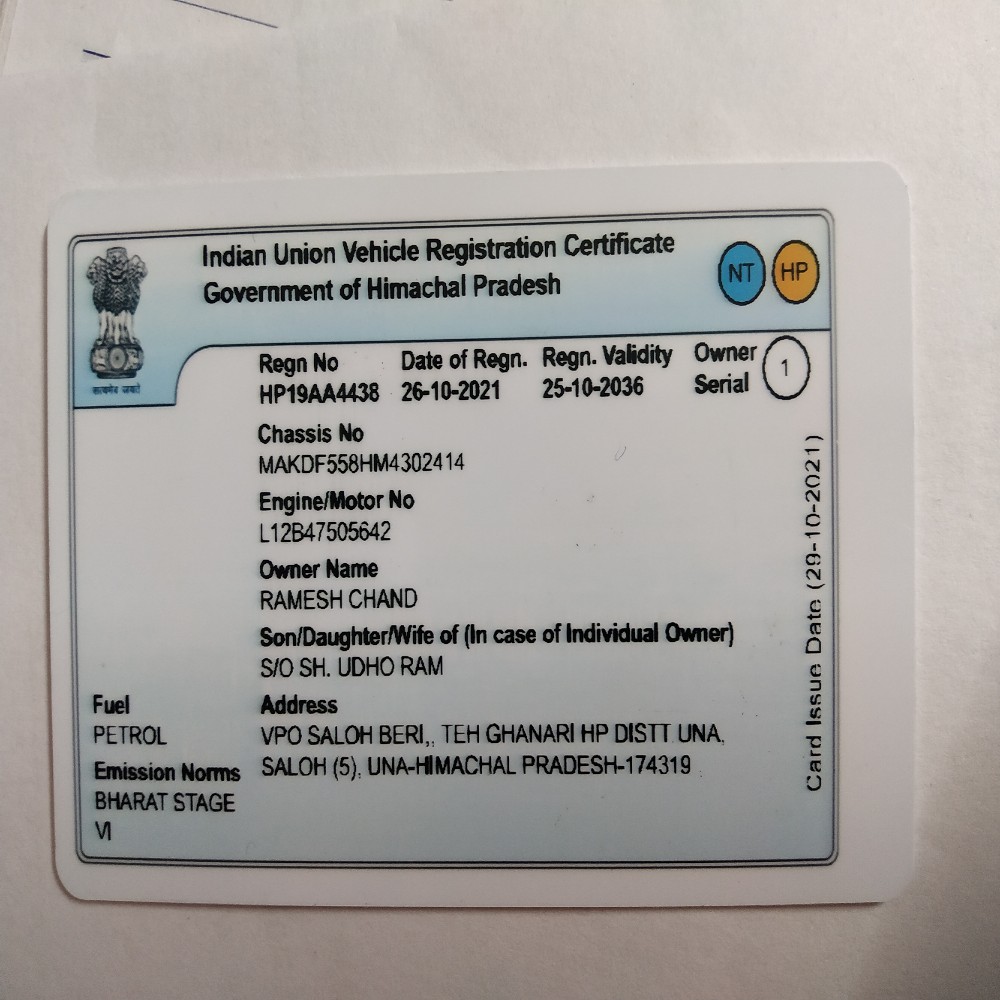 Indian Union Vehicle Registration Certificate
Government of Himachal Pradesh
NT HP
सत्यमेव जयते
Regn No Date of Regn. Regn. Validity Owner Serial 1
HP19AA4438 26-10-2021 25-10-2036
Chassis No
MAKDF558HM4302414
Engine/Motor No
L12B47505642
Owner Name
RAMESH CHAND
Son/Daughter/Wife of (In case of Individual Owner)
S/O SH. UDHO RAM
Fuel
PETROL
Emission Norms
BHARAT STAGE
VI
Address
VPO SALOH BERI,, TEH GHANARI HP DISTT UNA,
SALOH (5), UNA-HIMACHAL PRADESH-174319
Card Issue Date (29-10-2021)